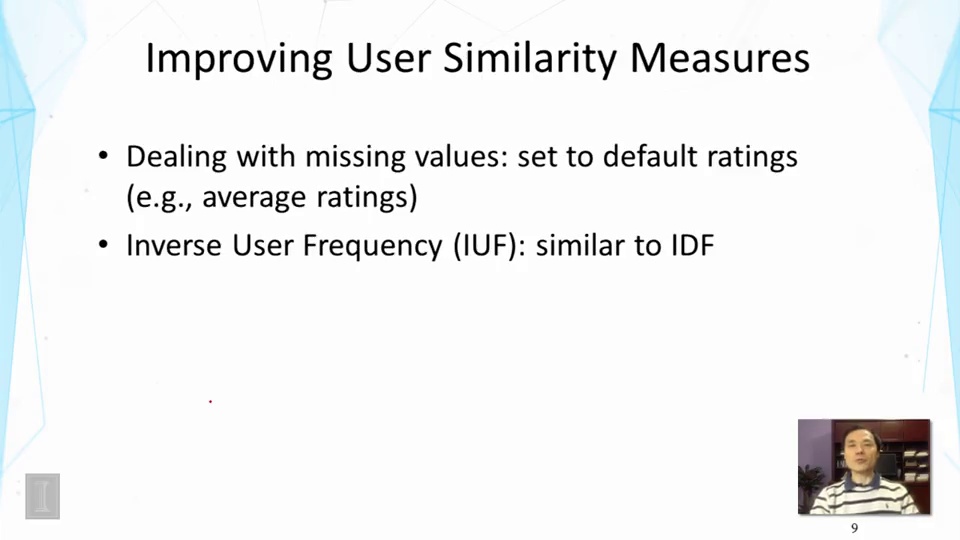 Improving User Similarity Measures
• Dealing with missing values: set to default ratings
(e.g., average ratings)
• Inverse User Frequency (IUF): similar to IDF
I
9